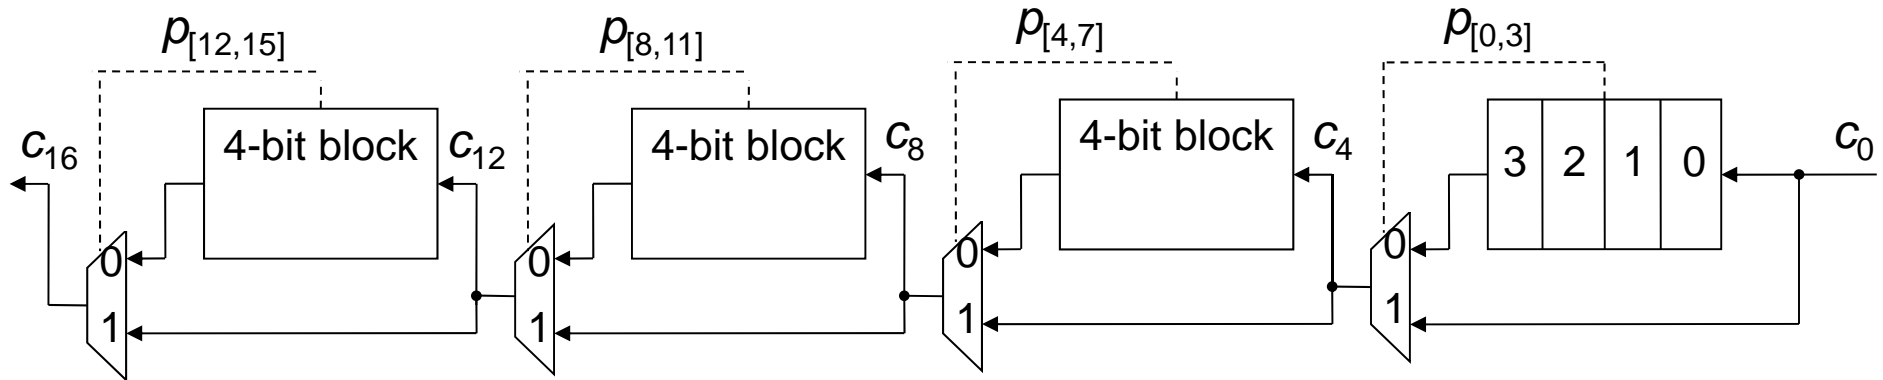 p[12,15] p[8,11] p[4,7] p[0,3]
c16 4-bit block c12 4-bit block c8 4-bit block c4 3 2 1 0 c0
0 0 0 0
1 1 1 1